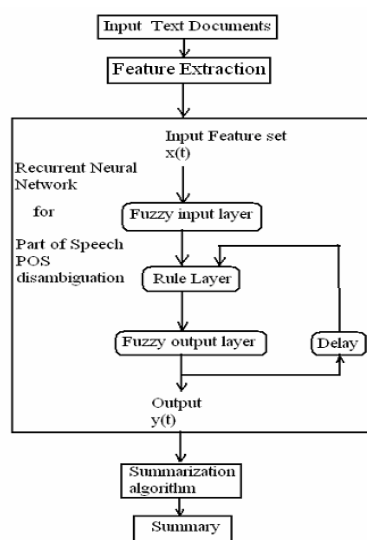 Input Text Documents
Feature Extraction
Input Feature set
x(t)
Recurrent Neural
Network
for
Part of Speech
POS
disambiguation
Fuzzy input layer
Rule Layer
Fuzzy output layer
Delay
Output
y(t)
Summarization
algorithm
Summary